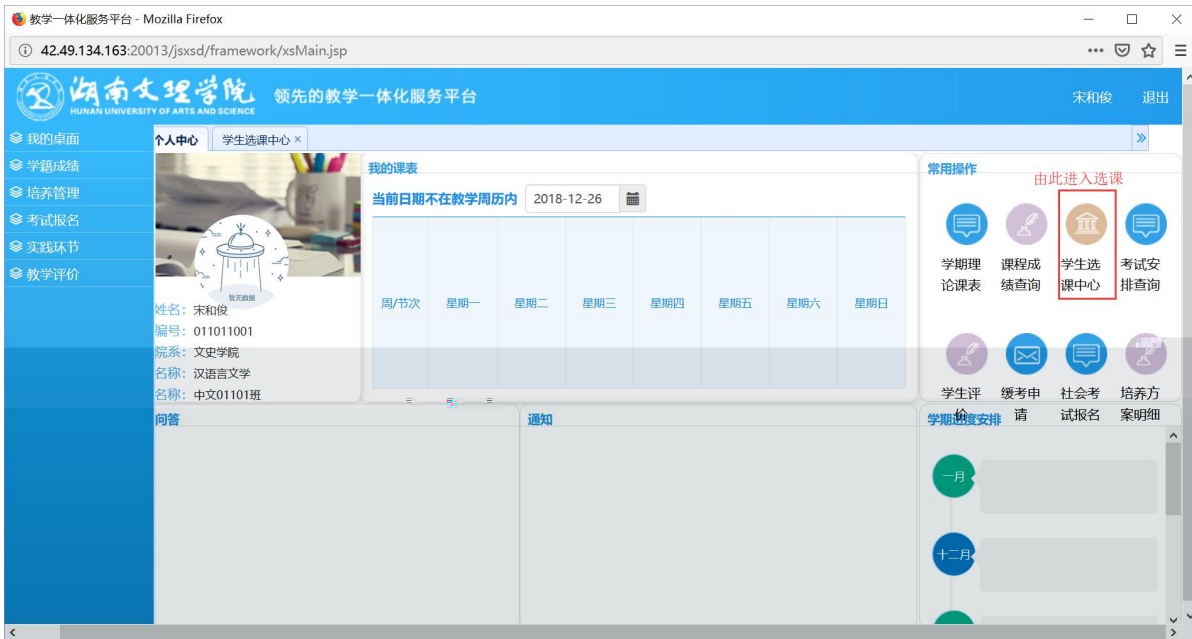 教学一体化服务平台 - Mozilla Firefox
42.49.134.163:20013/jsxsd/framework/xsMain.jsp
湖南文理学院
HUNAN UNIVERSITY OF ARTS AND SCIENCE
领先的教学一体化服务平台
宋和俊 退出
我的桌面
学籍成绩
培养管理
考试报名
实践环节
教学评价
个人中心 学生选课中心 ×
暂无数据
姓名：宋和俊
编号：011011001
院系：文史学院
名称：汉语言文学
名称：中文01101班
我的课表
当前日期不在教学周历内 2018-12-26
周/节次 星期一 星期二 星期三 星期四 星期五 星期六 星期日
常用操作
由此进入选课
学期理论课表
课程成绩查询
学生选课中心
考试安排查询
学生评价
缓考申请
社会考试报名
培养方案明细
问答
通知
学期进度安排
一月
十二月